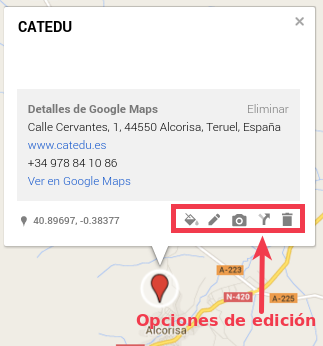 CATEDU
Detalles de Google Maps Eliminar
Calle Cervantes, 1, 44550 Alcorisa, Teruel, España
www.catedu.es
+34 978 84 10 86
Ver en Google Maps
40.89697, -0.38377
A-223
N-420
A-225
Opciones de edición
Alcorisa